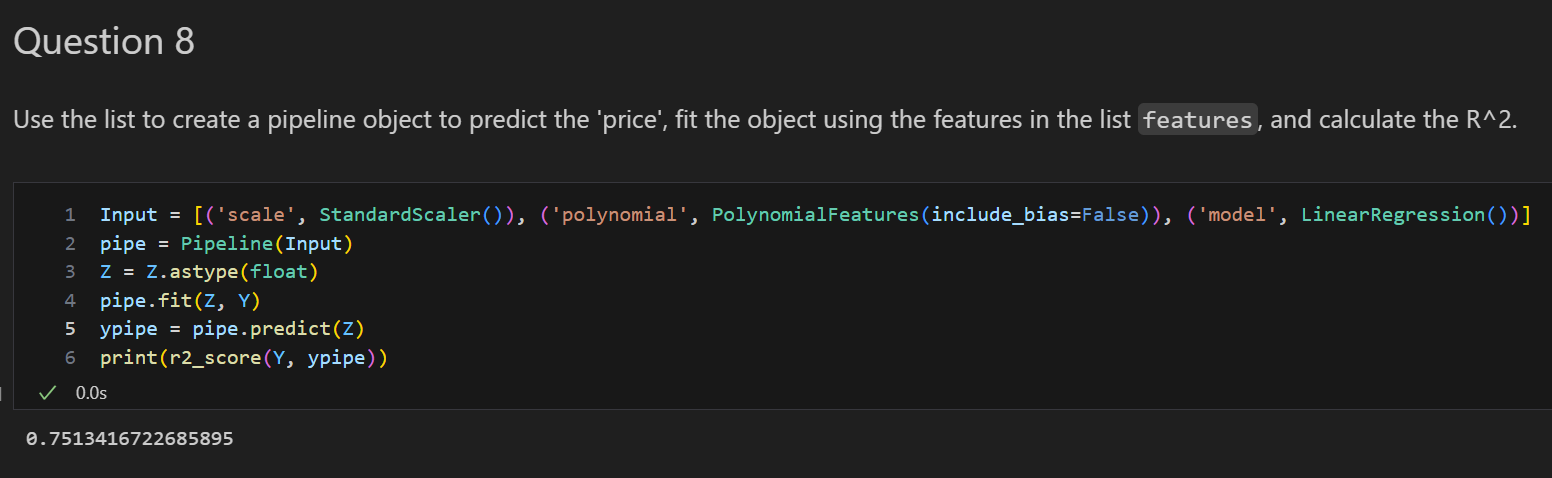 Question 8
Use the list to create a pipeline object to predict the 'price', fit the object using the features in the list features, and calculate the R^2.
1 Input = [('scale', StandardScaler()), ('polynomial', PolynomialFeatures(include_bias=False)), ('model', LinearRegression())]
2 pipe = Pipeline(Input)
3 Z = Z.astype(float)
4 pipe.fit(Z, Y)
5 ypipe = pipe.predict(Z)
6 print(r2_score(Y, ypipe))
✓ 0.0s
0.7513416722685895